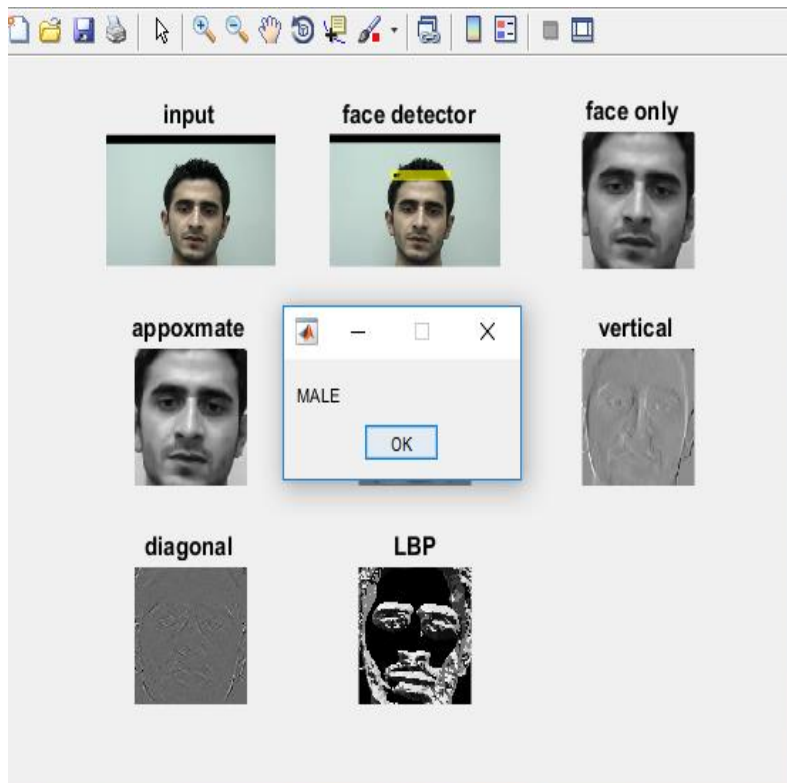 input
face detector
face only
appoxmate
vertical
MALE
OK
diagonal
LBP